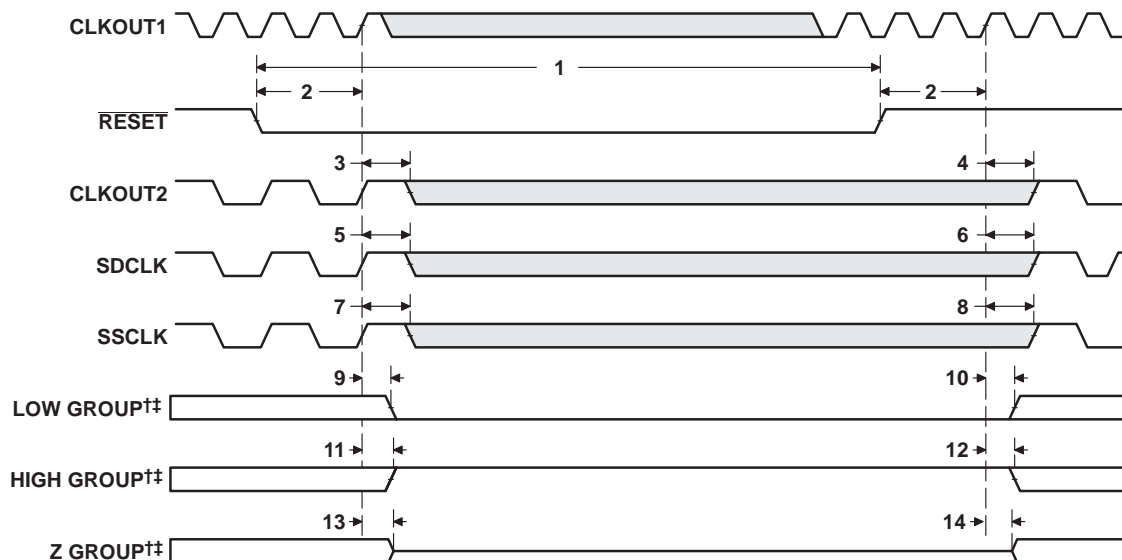 CLKOUT1
1
2 2
RESET
3 4
CLKOUT2
5 6
SDCLK
7 8
SSCLK
9 10
LOW GROUP†‡
11 12
HIGH GROUP†‡
13 14
Z GROUP†‡